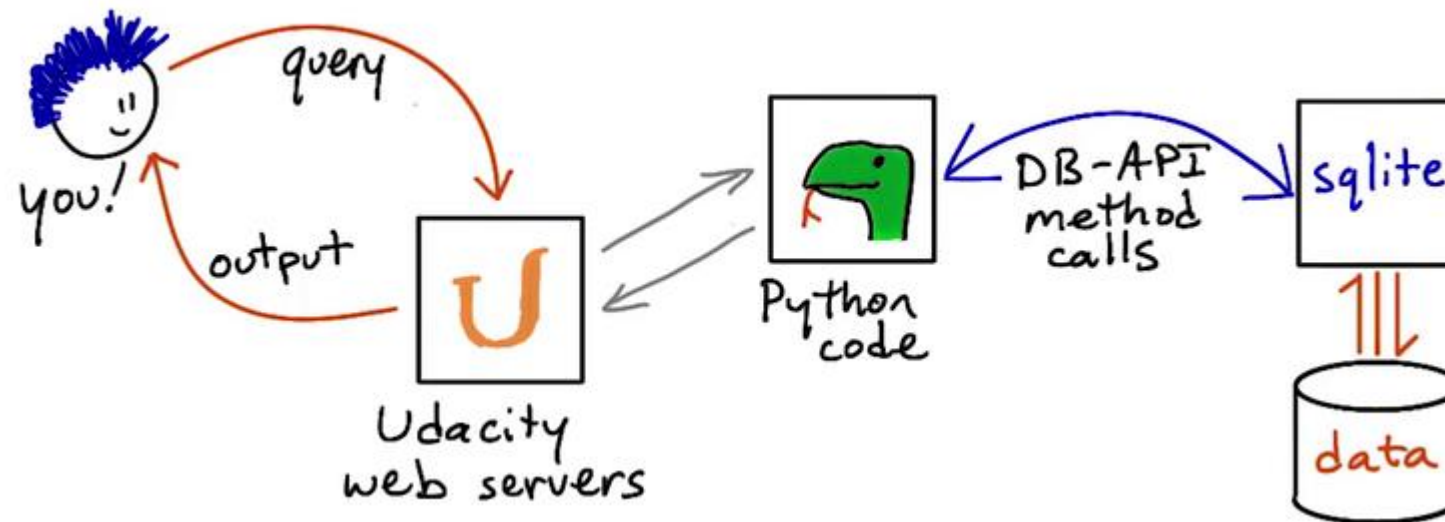 query
you!
output
U
Udacity
web servers
Python
code
DB-API
method
calls
sqlite
data